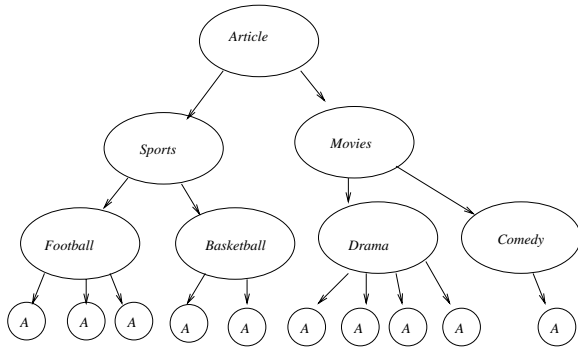 Article
Sports
Movies
Football
Basketball
Drama
Comedy
A A A A A A A A A A